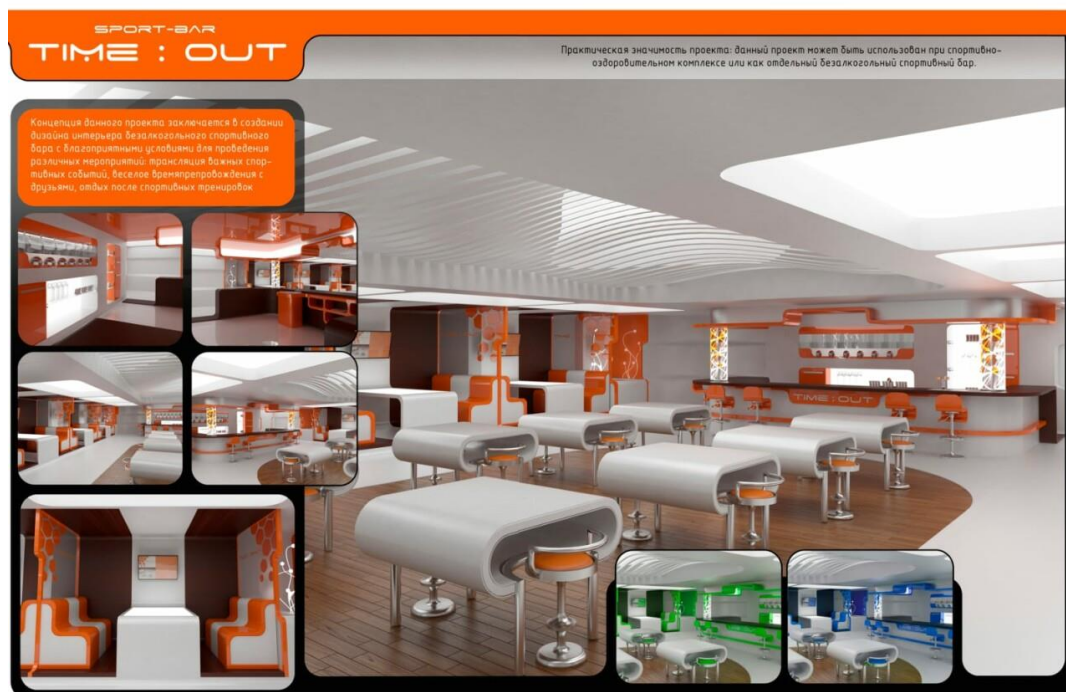 SPORT-BAR
TIME : OUT
Практическая значимость проекта: данный проект может быть использован при спортивно-
оздоровительном комплексе или как отдельный безалкогольный спортивный бар.
Концепция данного проекта заключается в создании
дизайна интерьера безалкогольного спортивного
бара с благоприятными условиями для проведения
различных мероприятий: трансляция важных спор-
тивных событий, веселое времяпрепровождения с
друзьями, отдых после спортивных тренировок
TIME : OUT